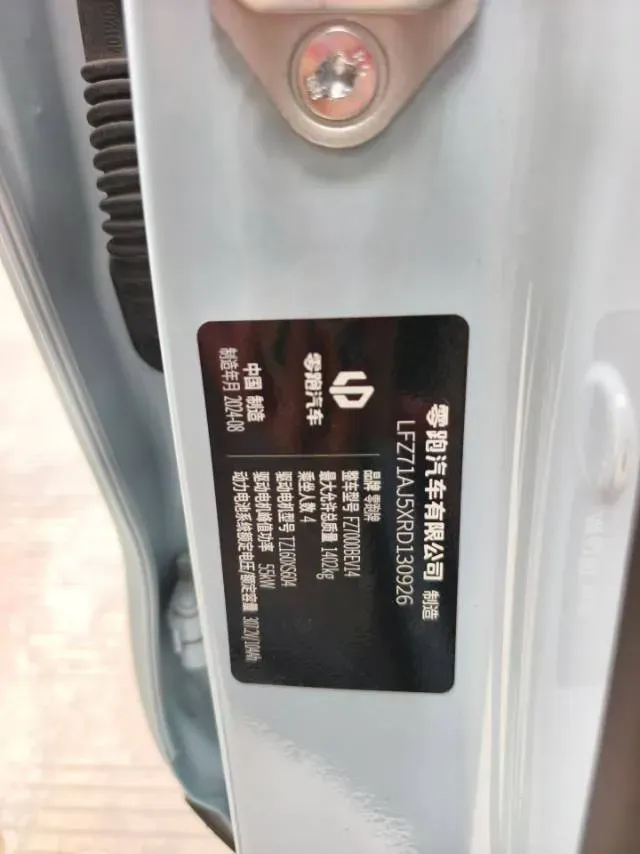 零跑汽车有限公司 制造
LFZ71AJ5XRD130926
零跑汽车
中国 制造
制造年月 2024-08
品牌 零跑牌
整车型号 FZ7000BEV14
最大允许总质量 1402kg
乘坐人数 4
驱动电机型号 TZ160XS604
驱动电机峰值功率 55kW
动力电池系统额定电压/额定容量 307.2V/104Ah